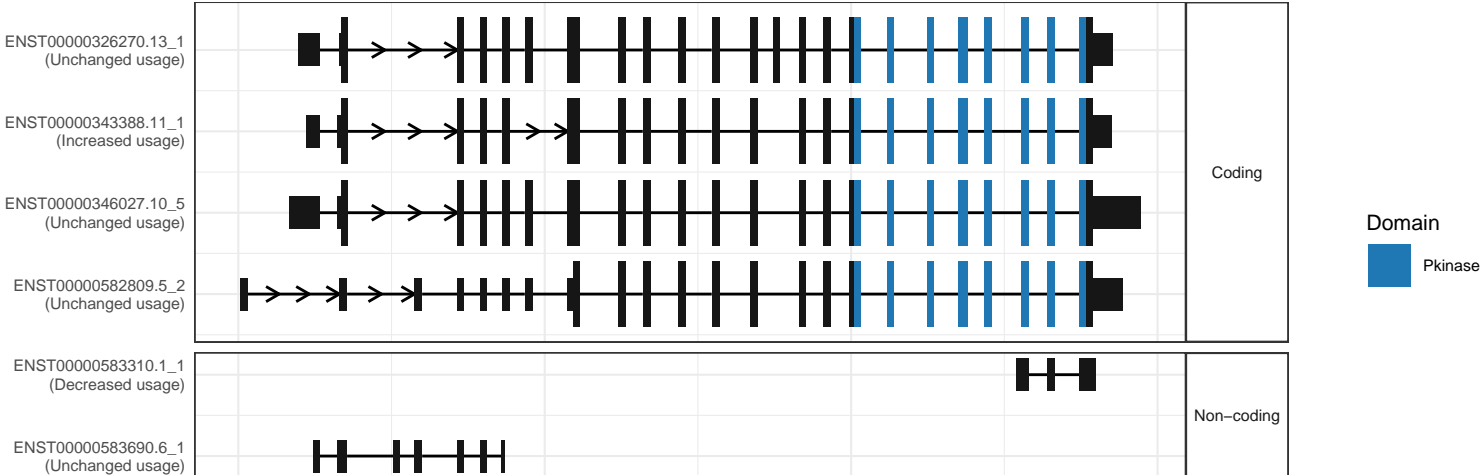 ENST00000326270.13_1
(Unchanged usage)
ENST00000343388.11_1
(Increased usage)
ENST00000346027.10_5
(Unchanged usage)
ENST00000582809.5_2
(Unchanged usage)
Coding
Domain
Pkinase
ENST00000583310.1_1
(Decreased usage)
ENST00000583690.6_1
(Unchanged usage)
Non−coding